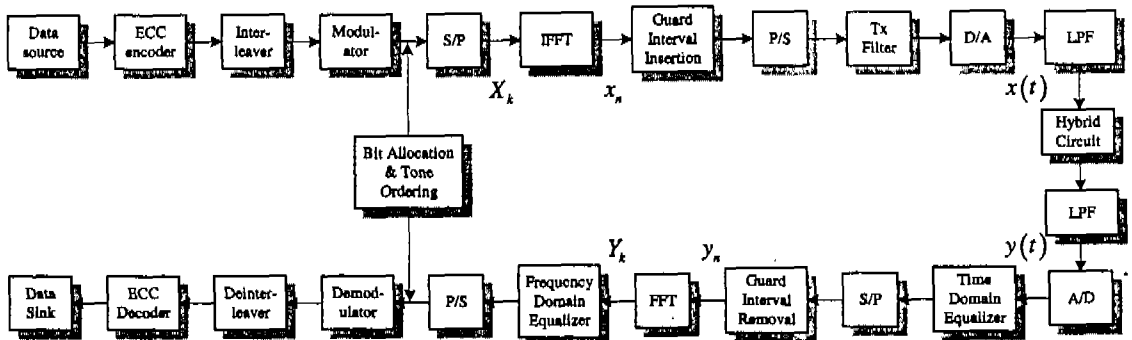 Data
source
ECC
encoder
Inter-
leaver
Modul-
ator
S/P
IFFT
Guard
Interval
Insertion
P/S
Tx
Filter
D/A
LPF
X_k
x_n
x(t)
Hybrid
Circuit
Bit Allocation
& Tone
Ordering
LPF
Y_k
y_n
y(t)
Data
Sink
ECC
Decoder
Deinter-
leaver
Demod-
ulator
P/S
Frequency
Domain
Equalizer
FFT
Guard
Interval
Removal
S/P
Time
Domain
Equalizer
A/D